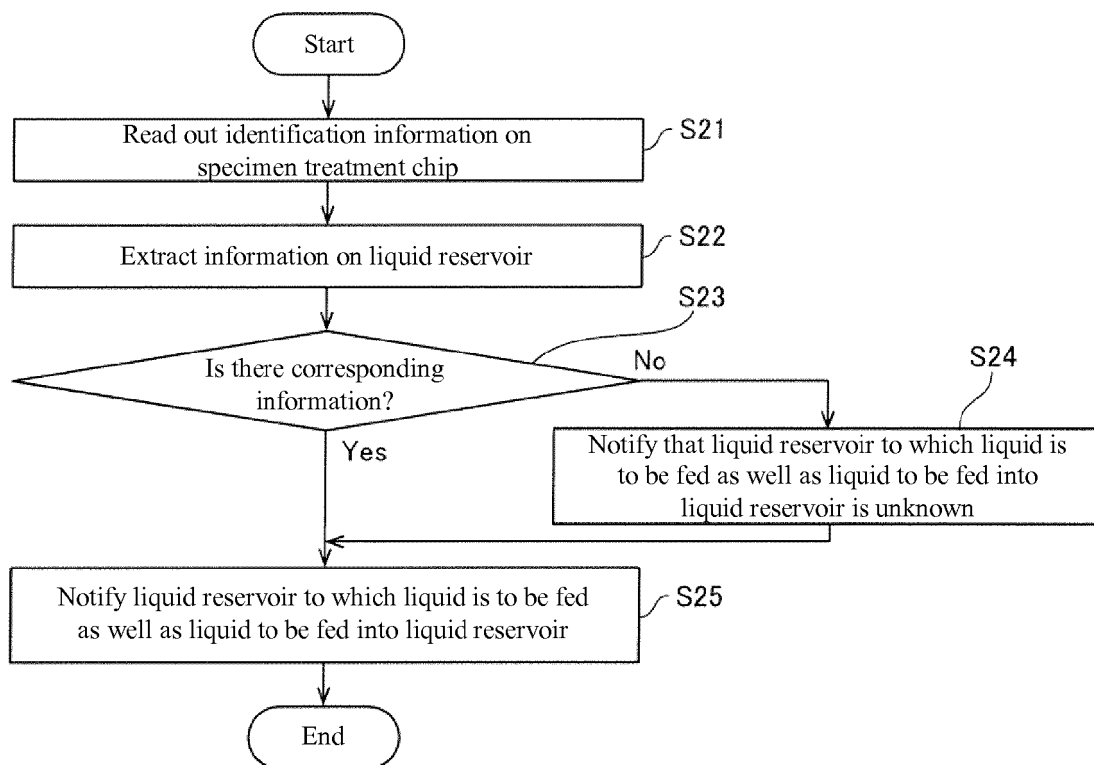 Start
Read out identification information on
specimen treatment chip
S21
Extract information on liquid reservoir
S22
S23
Is there corresponding
information?
No
Yes
S24
Notify that liquid reservoir to which liquid is
to be fed as well as liquid to be fed into
liquid reservoir is unknown
Notify liquid reservoir to which liquid is to be fed
as well as liquid to be fed into liquid reservoir
S25
End